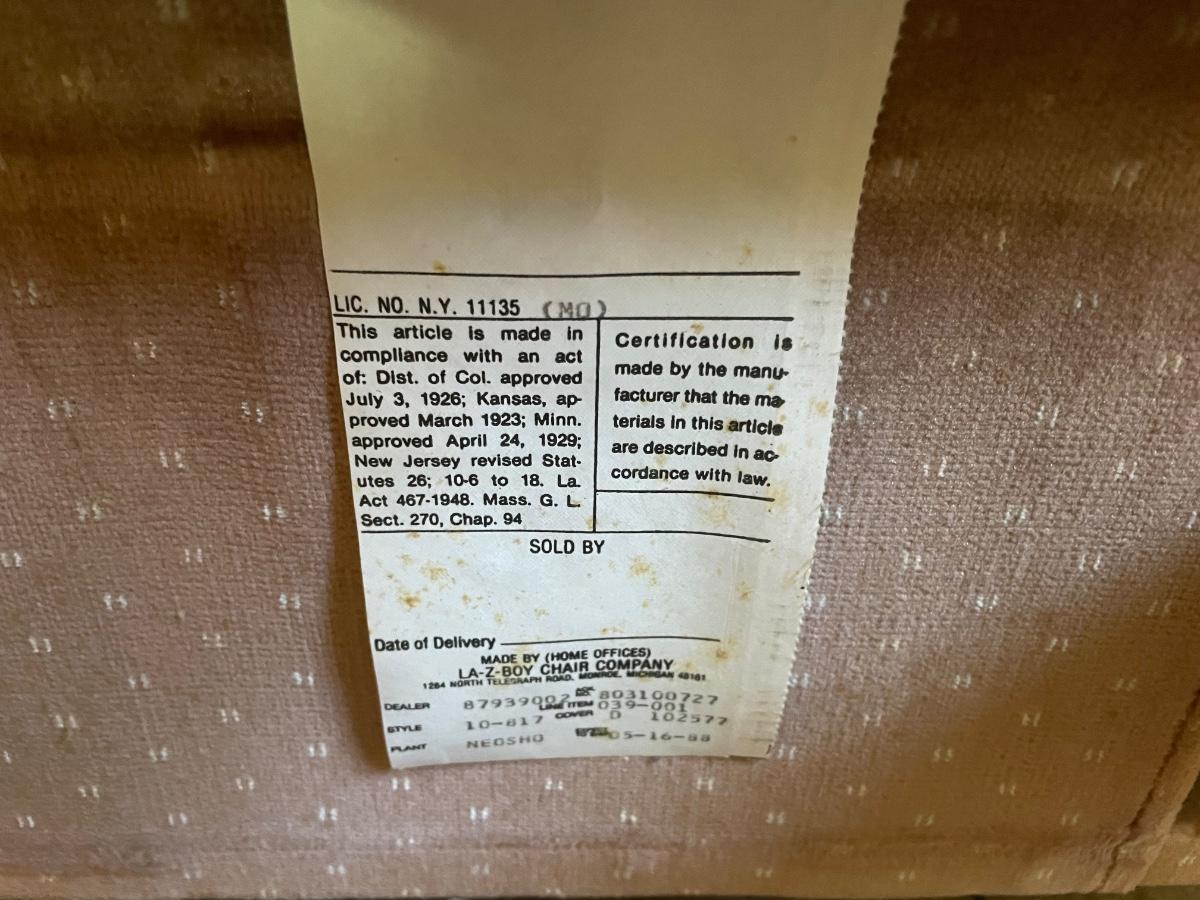 LIC. NO. N.Y. 11135 (MO)
This article is made in
compliance with an act
of: Dist. of Col. approved
July 3, 1926; Kansas, ap-
proved March 1923; Minn.
approved April 24, 1929;
New Jersey revised Stat-
utes 26; 10-6 to 18. La.
Act 467-1948. Mass. G. L.
Sect. 270, Chap. 94
Certification is
made by the manu-
facturer that the ma-
terials in this article
are described in ac-
cordance with law.
SOLD BY
Date of Delivery
MADE BY (HOME OFFICES)
LA-Z-BOY CHAIR COMPANY
1284 NORTH TELEGRAPH ROAD, MONROE, MICHIGAN 48161
DEALER 87939002 NO. 803100727
LINE ITEM 039-001
STYLE 10-817 COVER D 102577
PLANT NEOSHO 05-16-88